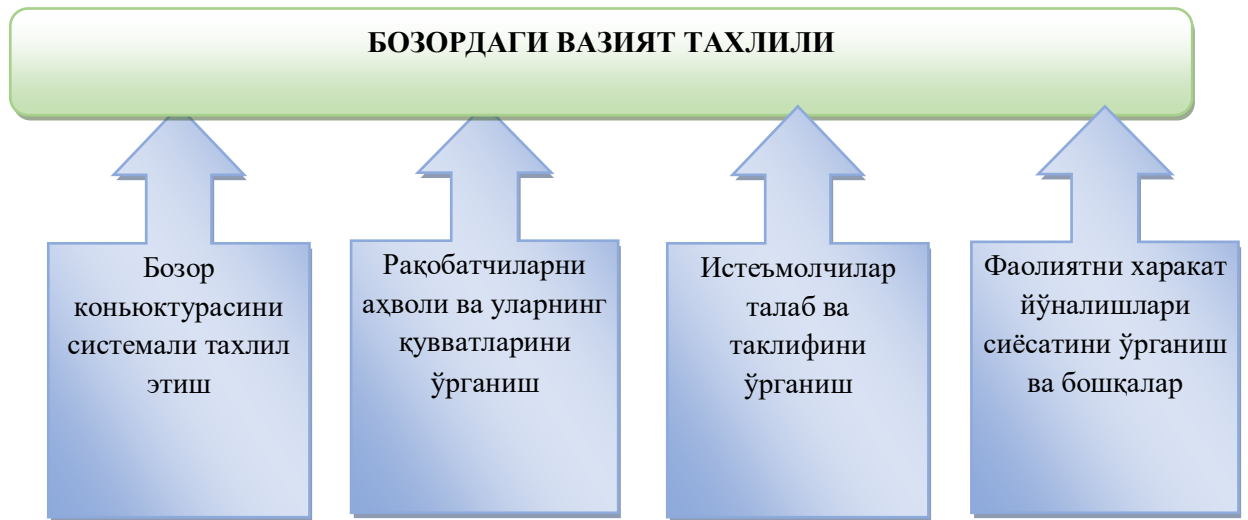 БОЗОРДАГИ ВАЗИЯТ ТАХЛИЛИ
Бозор
коньюктурасини
системали тахлил
этиш
Рақобатчиларни
аҳволи ва уларнинг
қувватларини
ўрганиш
Истеъмолчилар
талаб ва
таклифини
ўрганиш
Фаолиятни харакат
йўналишлари
сиёсатини ўрганиш
ва бошқалар